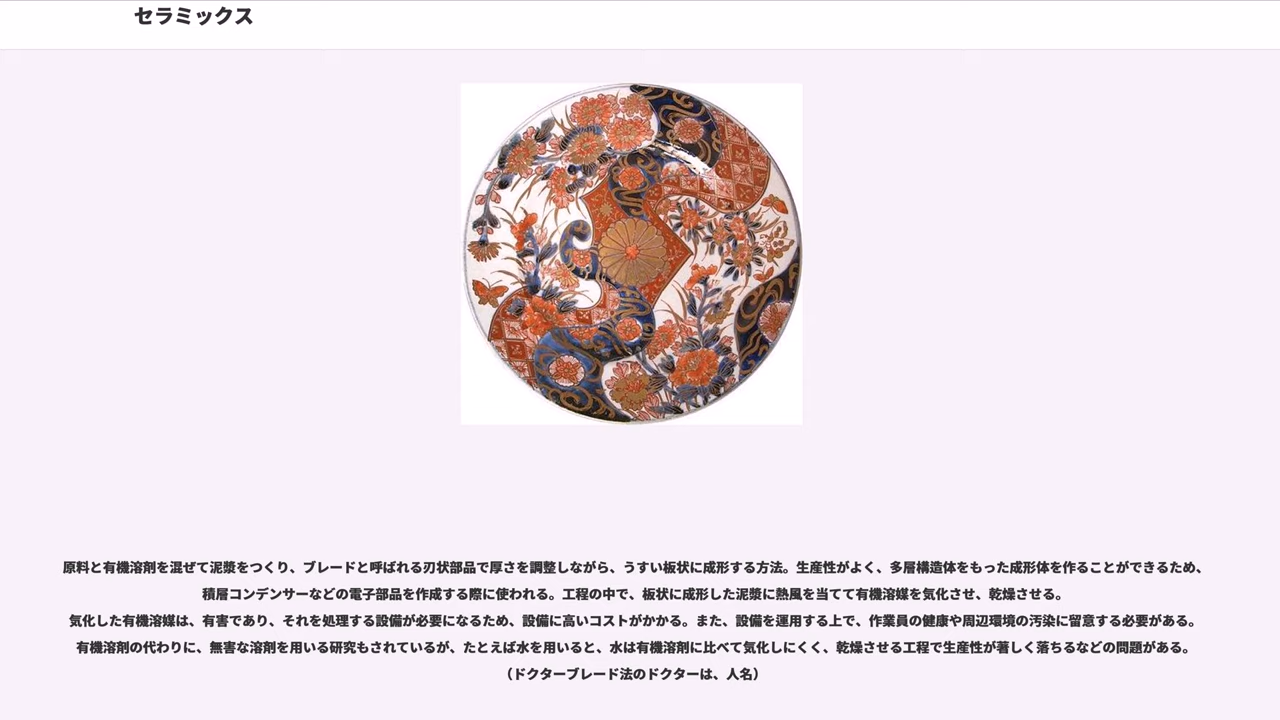 セラミックス
原料と有機溶剤を混ぜて泥漿をつくり、ブレードと呼ばれる刃状部品で厚さを調整しながら、うすい板状に成形する方法。生産性がよく、多層構造体をもった成形体を作ることができるため、
積層コンデンサーなどの電子部品を作成する際に使われる。工程の中で、板状に成形した泥漿に熱風を当てて有機溶媒を気化させ、乾燥させる。
気化した有機溶媒は、有害であり、それを処理する設備が必要になるため、設備に高いコストがかかる。また、設備を運用する上で、作業員の健康や周辺環境の汚染に留意する必要がある。
有機溶剤の代わりに、無害な溶剤を用いる研究もされているが、たとえば水を用いると、水は有機溶剤に比べて気化しにくく、乾燥させる工程で生産性が著しく落ちるなどの問題がある。
（ドクターブレード法のドクターは、人名）